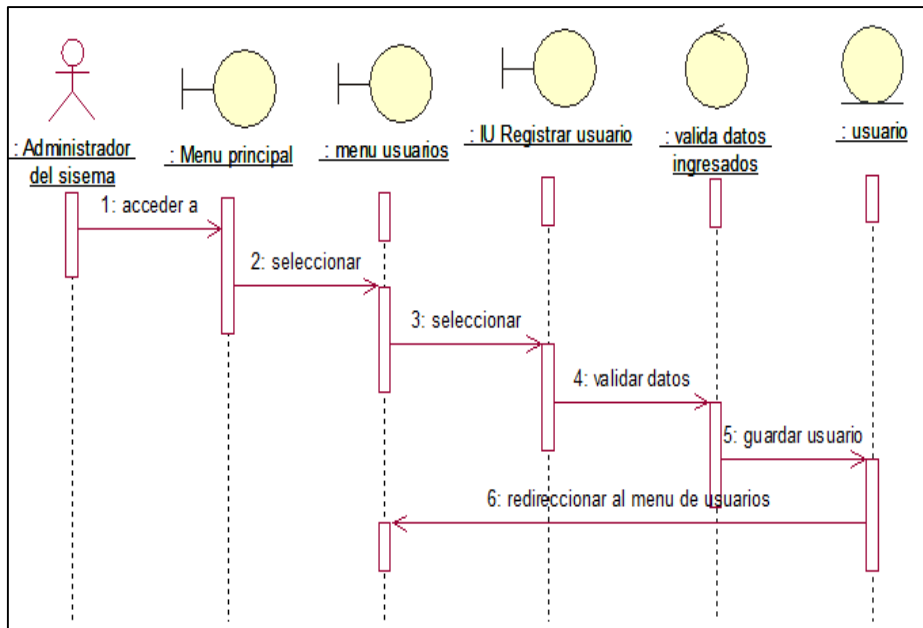 : Administrador
del sisema
: Menu principal
: menu usuarios
: IU Registrar usuario
: valida datos
ingresados
: usuario
1: acceder a
2: seleccionar
3: seleccionar
4: validar datos
5: guardar usuario
6: redireccionar al menu de usuarios